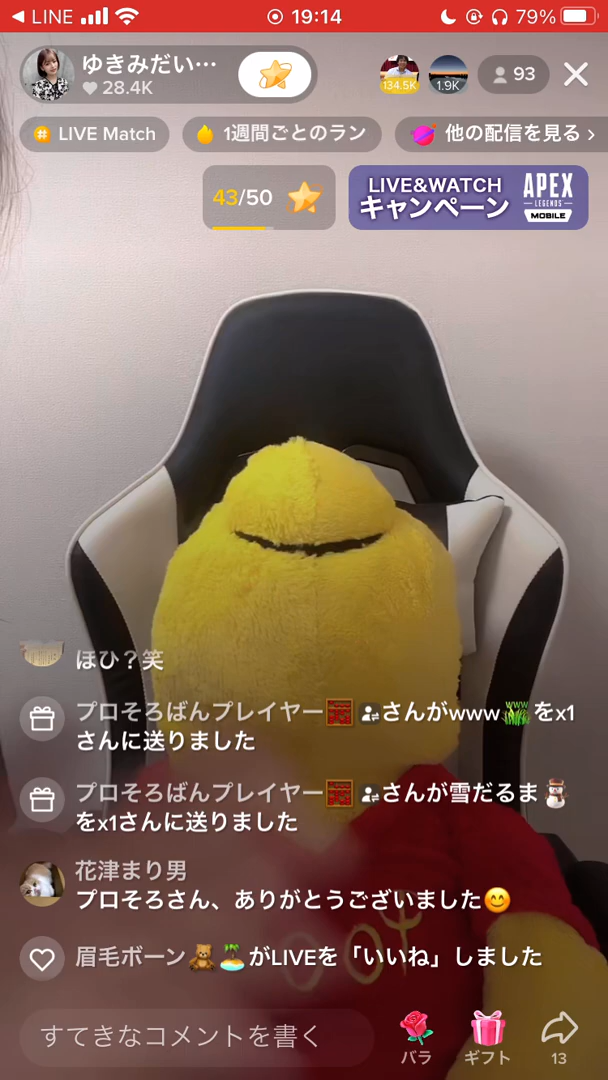 LINE
19:14
79%
ゆきみだい…
28.4K
134.5K
1.9K
93
LIVE Match
1週間ごとのラン
他の配信を見る
43/50
LIVE&WATCH
キャンペーン
APEX
LEGENDS
MOBILE
ほひ？笑
プロそろばんプレイヤー🧮さんがwwwをx1
さんに送りました
プロそろばんプレイヤー🧮さんが雪だるま
をx1さんに送りました
花津まり男
プロそろさん、ありがとうございました😊
眉毛ボーン🧸🏝がLIVEを「いいね」しました
すてきなコメントを書く
バラ
ギフト
13